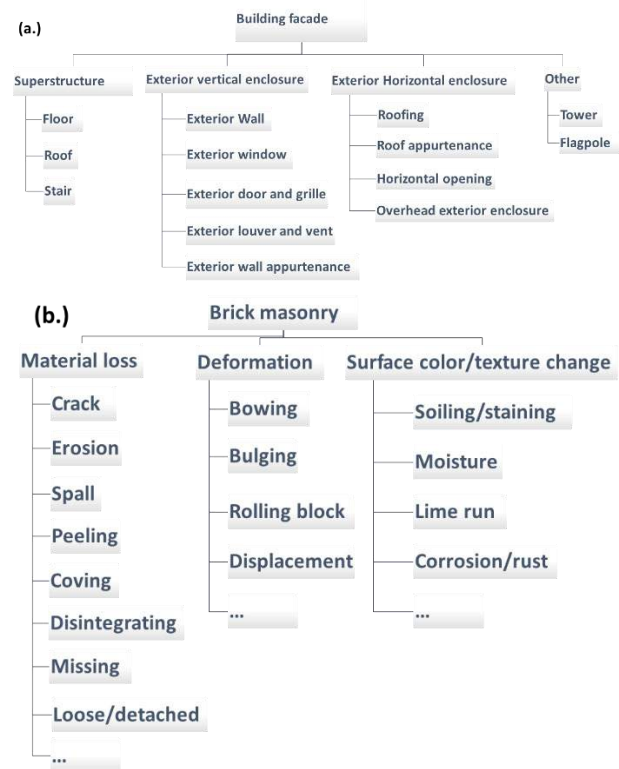 (a.)
Building facade
Superstructure
Floor
Roof
Stair
Exterior vertical enclosure
Exterior Wall
Exterior window
Exterior door and grille
Exterior louver and vent
Exterior wall appurtenance
Exterior Horizontal enclosure
Roofing
Roof appurtenance
Horizontal opening
Overhead exterior enclosure
Other
Tower
Flagpole
(b.)
Brick masonry
Material loss
Crack
Erosion
Spall
Peeling
Coving
Disintegrating
Missing
Loose/detached
...
Deformation
Bowing
Bulging
Rolling block
Displacement
...
Surface color/texture change
Soiling/staining
Moisture
Lime run
Corrosion/rust
...